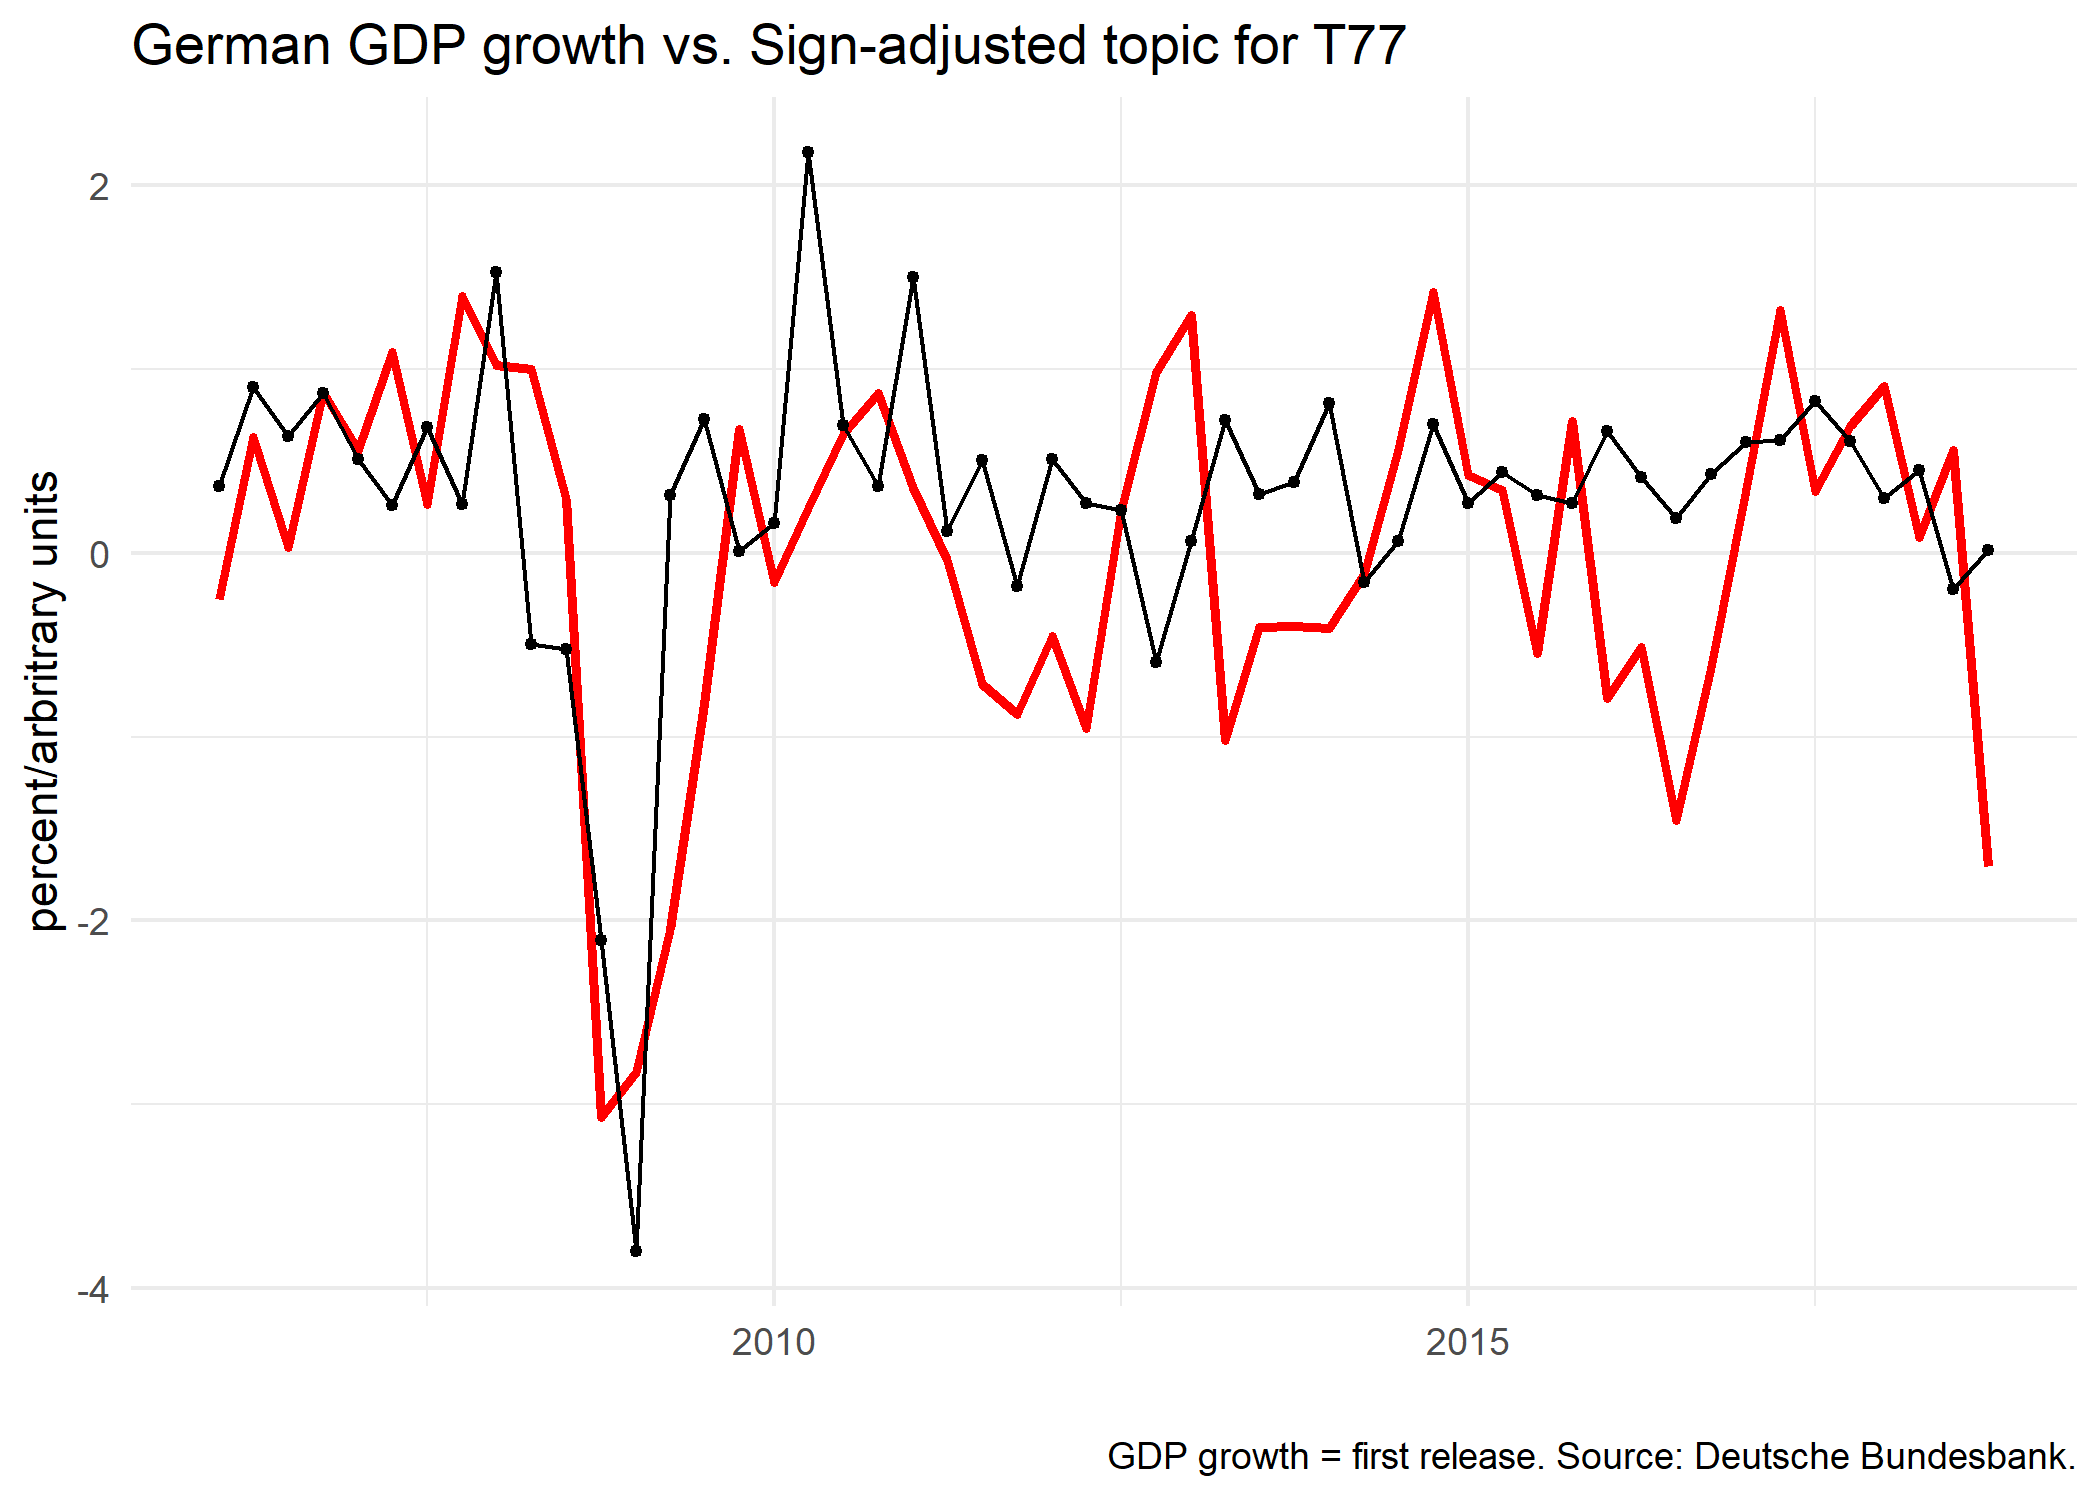 German GDP growth vs. Sign-adjusted topic for T77
percent/arbritrary units
2
0
-2
-4
2010
2015
GDP growth = first release. Source: Deutsche Bundesbank.